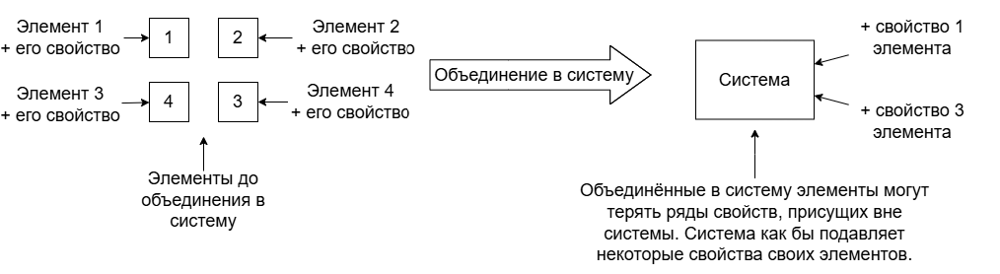 Элемент 1
+ его свойство
1
2
Элемент 2
+ его свойство
Элемент 3
+ его свойство
4
3
Элемент 4
+ его свойство
Элементы до
объединения в
систему
Объединение в систему
Система
+ свойство 1
элемента
+ свойство 3
элемента
Объединённые в систему элементы могут
терять ряды свойств, присущих вне
системы. Система как бы подавляет
некоторые свойства своих элементов.